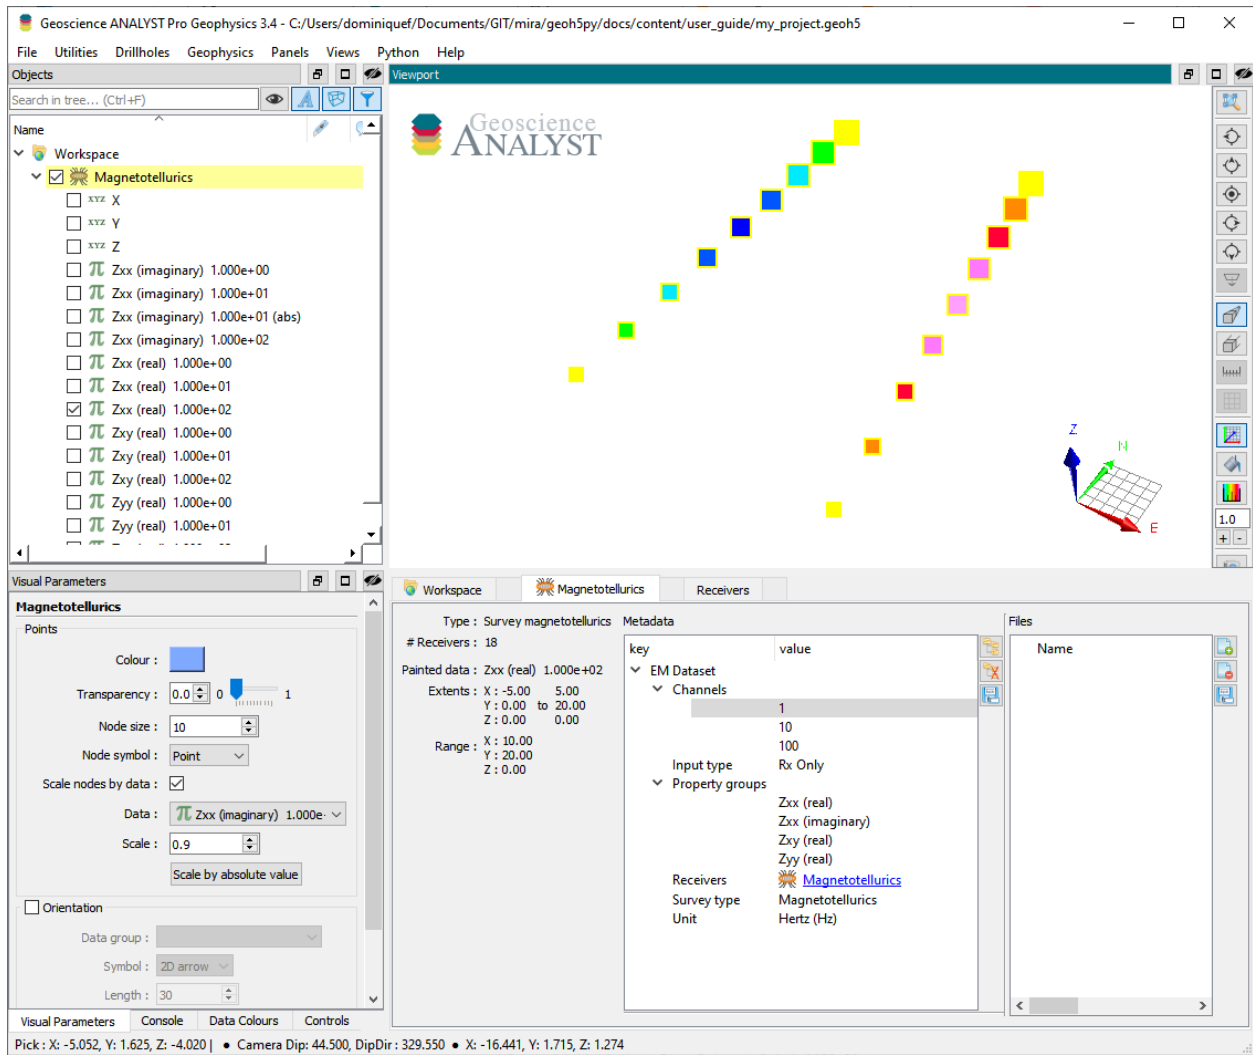 Geoscience ANALYST Pro Geophysics 3.4 - C:/Users/dominiquef/Documents/GIT/mira/geoh5py/docs/content/user_guide/my_project.geoh5
File Utilities Drillholes Geophysics Panels Views Python Help
Objects
Search in tree... (Ctrl+F)
Name
Workspace
Magnetotellurics
XYZ X
XYZ Y
XYZ Z
π Zxx (imaginary) 1.000e+00
π Zxx (imaginary) 1.000e+01
π Zxx (imaginary) 1.000e+01 (abs)
π Zxx (imaginary) 1.000e+02
π Zxx (real) 1.000e+00
π Zxx (real) 1.000e+01
π Zxx (real) 1.000e+02
π Zxy (real) 1.000e+00
π Zxy (real) 1.000e+01
π Zxy (real) 1.000e+02
π Zyy (real) 1.000e+00
π Zyy (real) 1.000e+01
Viewport
Geoscience
ANALYST
Z
N
E
1.0
+ -
Visual Parameters
Magnetotellurics
Points
Colour :
Transparency : 0.0 0 1
Node size : 10
Node symbol : Point
Scale nodes by data :
Data : π Zxx (imaginary) 1.000e-
Scale : 0.9
Scale by absolute value
Orientation
Data group :
Symbol : 2D arrow
Length : 30
Visual Parameters Console Data Colours Controls
Workspace Magnetotellurics Receivers
Type : Survey magnetotellurics
# Receivers : 18
Painted data : Zxx (real) 1.000e+02
Extents : X : -5.00 5.00
Y : 0.00 to 20.00
Z : 0.00 0.00
Range : X : 10.00
Y : 20.00
Z : 0.00
Metadata
key value
EM Dataset
Channels
1
10
100
Input type Rx Only
Property groups
Zxx (real)
Zxx (imaginary)
Zxy (real)
Zyy (real)
Receivers Magnetotellurics
Survey type Magnetotellurics
Unit Hertz (Hz)
Files
Name
Pick : X: -5.052, Y: 1.625, Z: -4.020 | ● Camera Dip: 44.500, DipDir : 329.550 ● X: -16.441, Y: 1.715, Z: 1.274